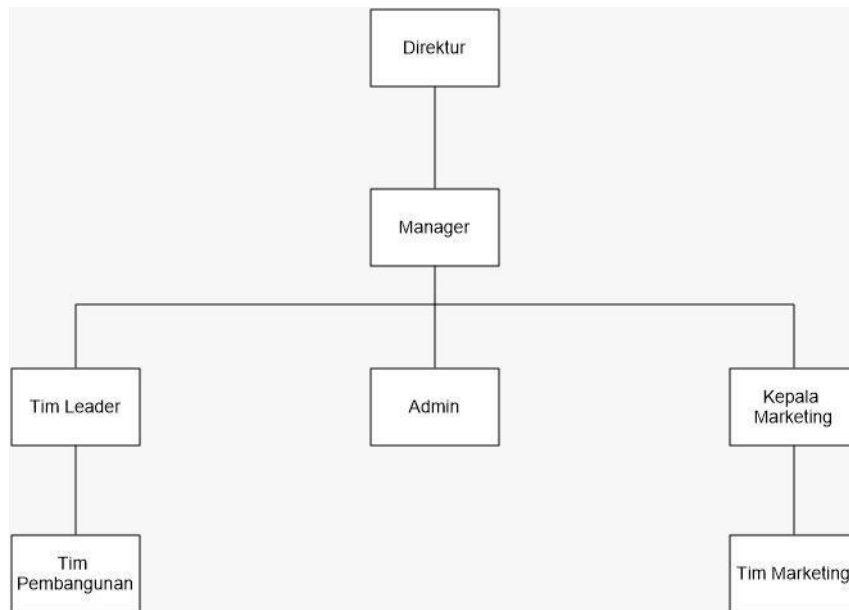 Direktur
Manager
Tim Leader
Admin
Kepala
Marketing
Tim
Pembangunan
Tim Marketing